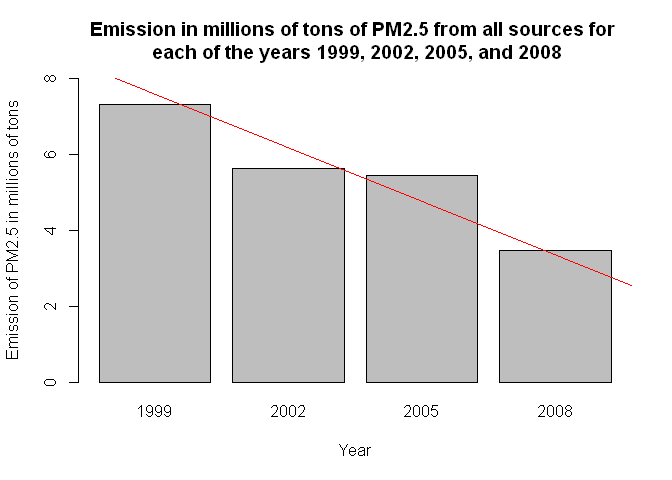 Emission in millions of tons of PM2.5 from all sources for
each of the years 1999, 2002, 2005, and 2008
Emission of PM2.5 in millions of tons
8
6
4
2
0
1999 2002 2005 2008
Year